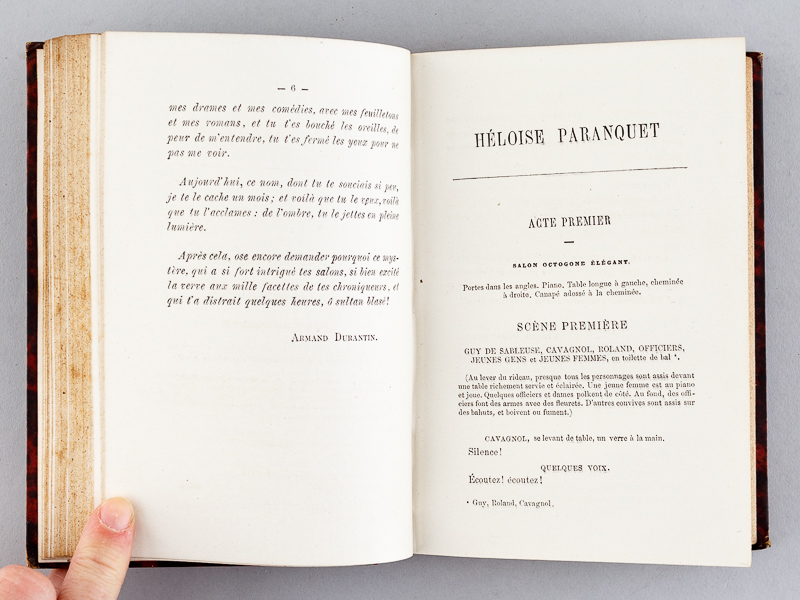 — 6 —
mes drames et mes comédies, avec mes feuilletons
et mes romans, et tu t'es bouché les oreilles, de
peur de m'entendre, tu t'es fermé les yeux pour ne
pas me voir.
Aujourd'hui, ce nom, dont tu te souciais si peu,
je te le cache un mois; et voilà que tu le veux, voilà
que tu l'acclames : de l'ombre, tu le jettes en pleine
lumière.
Après cela, ose encore demander pourquoi ce mys-
tère, qui a si fort intrigué tes salons, si bien excité
la verve aux mille facettes de tes chroniqueurs, et
qui t'a distrait quelques heures, ô sultan blasé!
ARMAND DURANTIN.
HÉLOISE PARANQUET
ACTE PREMIER
SALON OCTOGONE ÉLÉGANT.
Portes dans les angles. Piano, Table longue à gauche, cheminée
à droite, Canapé adossé à la cheminée.
SCÈNE PREMIÈRE
GUY DE SABLEUSE, CAVAGNOL, ROLAND, OFFICIERS,
JEUNES GENS et JEUNES FEMMES, en toilette de bal *.
(Au lever du rideau, presque tous les personnages sont assis devant
une table richement servie et éclairée. Une jeune femme est au piano
et joue. Quelques officiers et dames polkent de côté. Au fond, des offi-
ciers font des armes avec des fleurets. D'autres convives sont assis sur
des bahuts, et boivent ou fument.)
CAVAGNOL, se levant de table, un verre à la main.
Silence!
QUELQUES VOIX.
Écoutez! écoutez!
* Guy, Roland, Cavagnol.